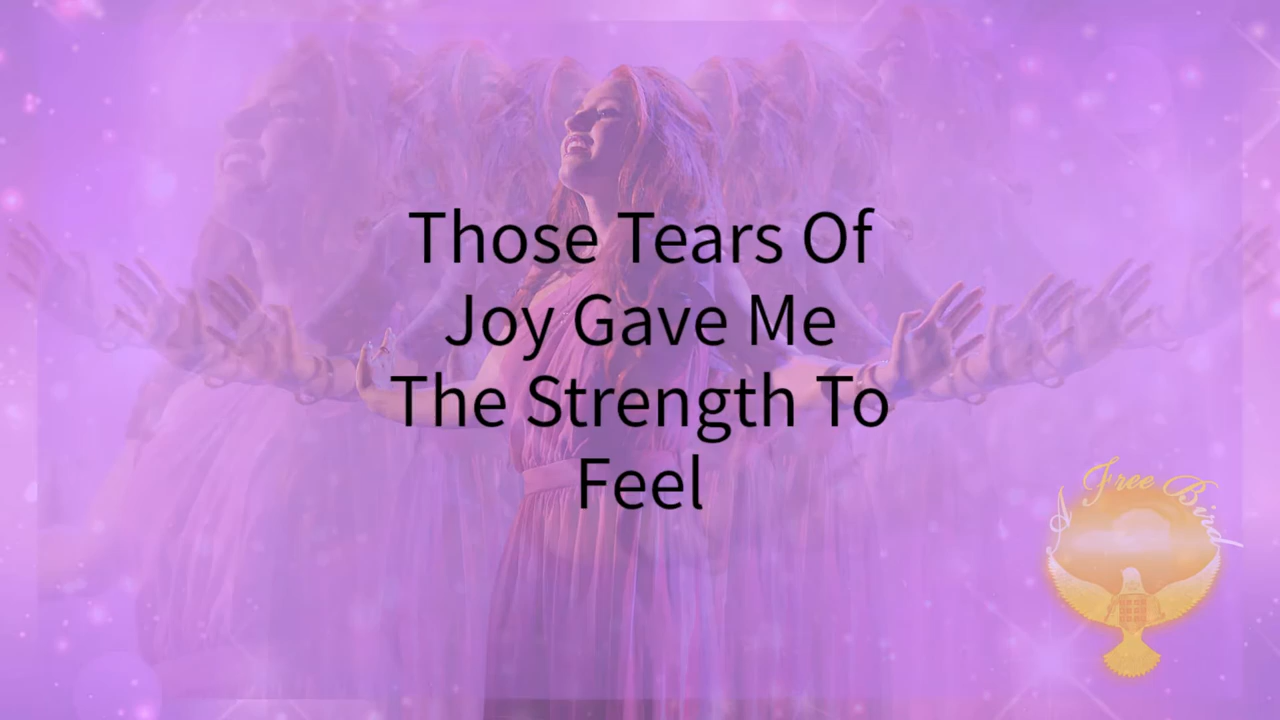 Those Tears Of
Joy Gave Me
The Strength To
Feel
A Free Bird